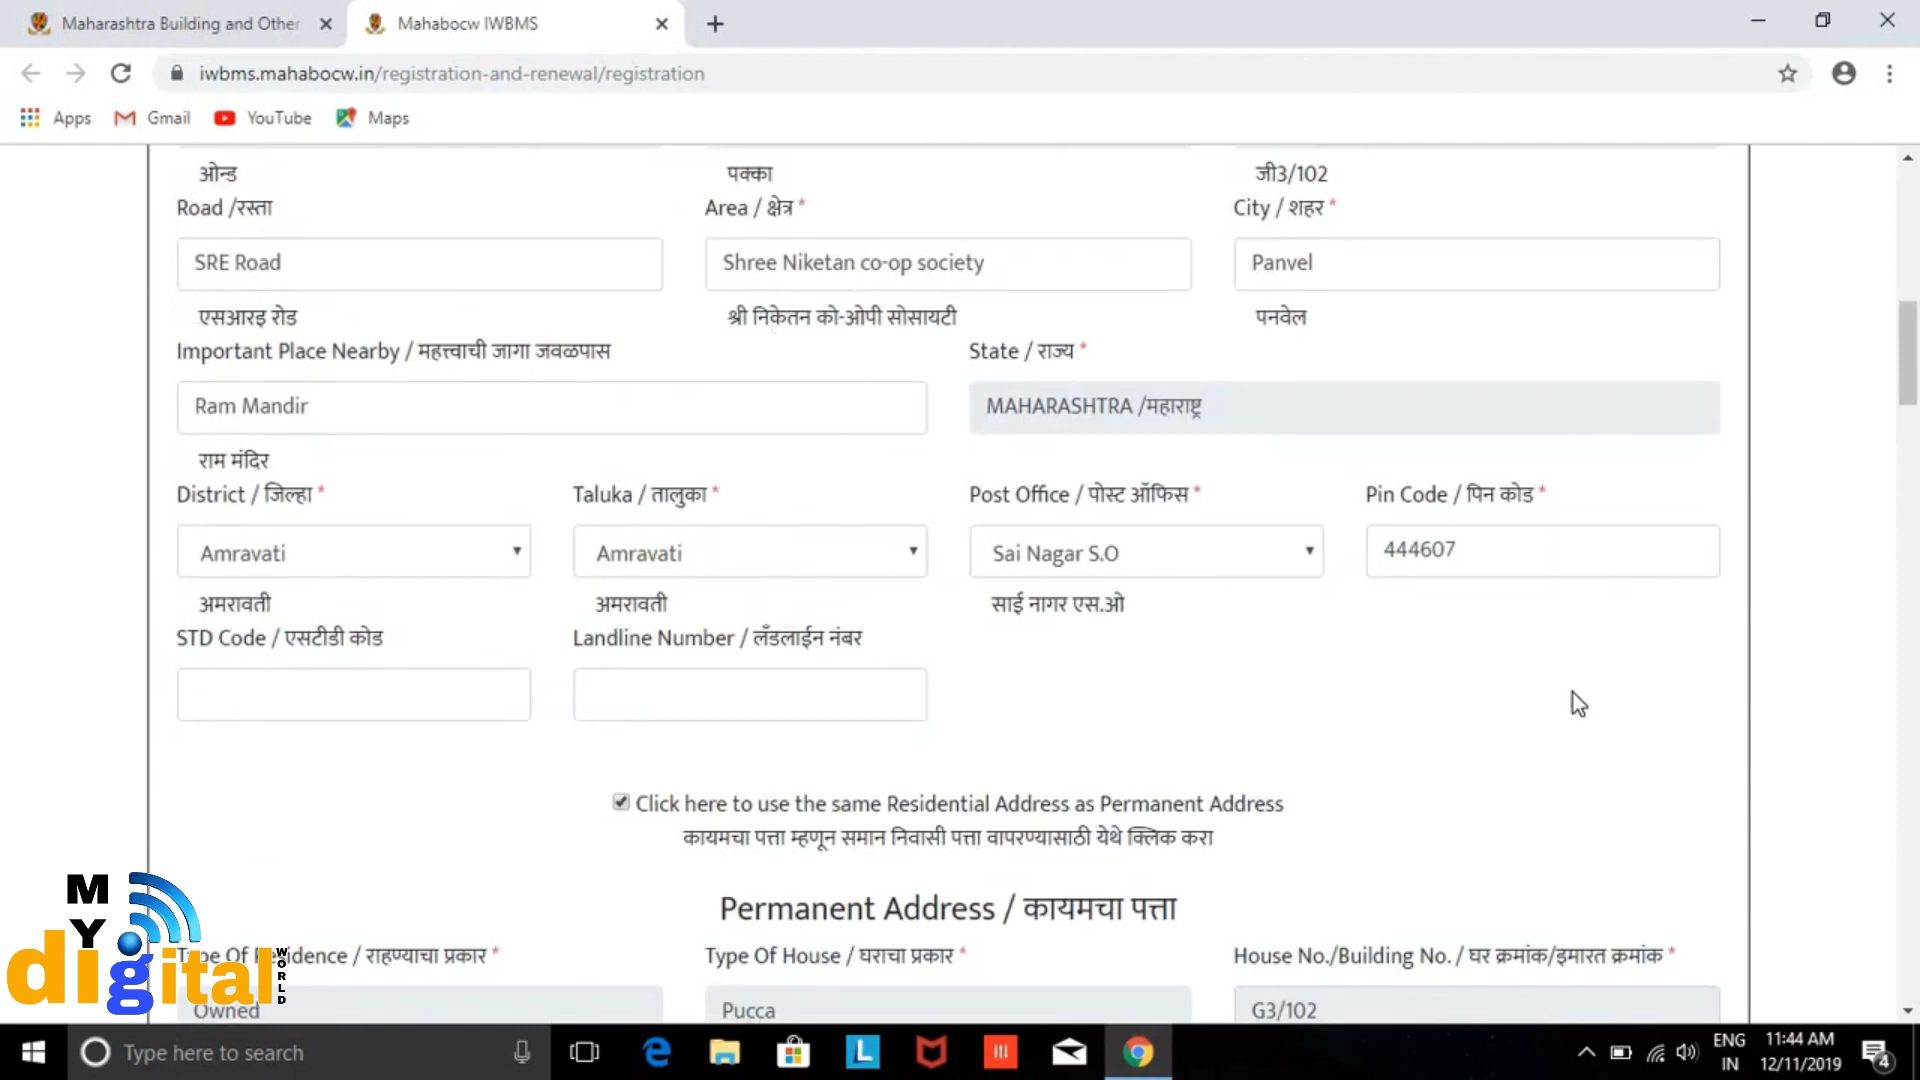 Maharashtra Building and Other
Mahabocw IWBMS
iwbms.mahabocw.in/registration-and-renewal/registration
Apps Gmail YouTube Maps
ओन्ड पक्का जी3/102
Road /रस्ता Area / क्षेत्र * City / शहर *
SRE Road Shree Niketan co-op society Panvel
एसआरइ रोड श्री निकेतन को-ओपी सोसायटी पनवेल
Important Place Nearby / महत्त्वाची जागा जवळपास State / राज्य *
Ram Mandir MAHARASHTRA /महाराष्ट्र
राम मंदिर
District / जिल्हा * Taluka / तालुका * Post Office / पोस्ट ऑफिस * Pin Code / पिन कोड *
Amravati Amravati Sai Nagar S.O 444607
अमरावती अमरावती साई नागर एस.ओ
STD Code / एसटीडी कोड Landline Number / लँडलाईन नंबर
Click here to use the same Residential Address as Permanent Address
कायमचा पत्ता म्हणून समान निवासी पत्ता वापरण्यासाठी येथे क्लिक करा
Permanent Address / कायमचा पत्ता
Type Of Residence / राहण्याचा प्रकार * Type Of House / घराचा प्रकार * House No./Building No. / घर क्रमांक/इमारत क्रमांक *
Owned Pucca G3/102
MY
digital
WORLD
Type here to search
ENG 11:44 AM
IN 12/11/2019 4